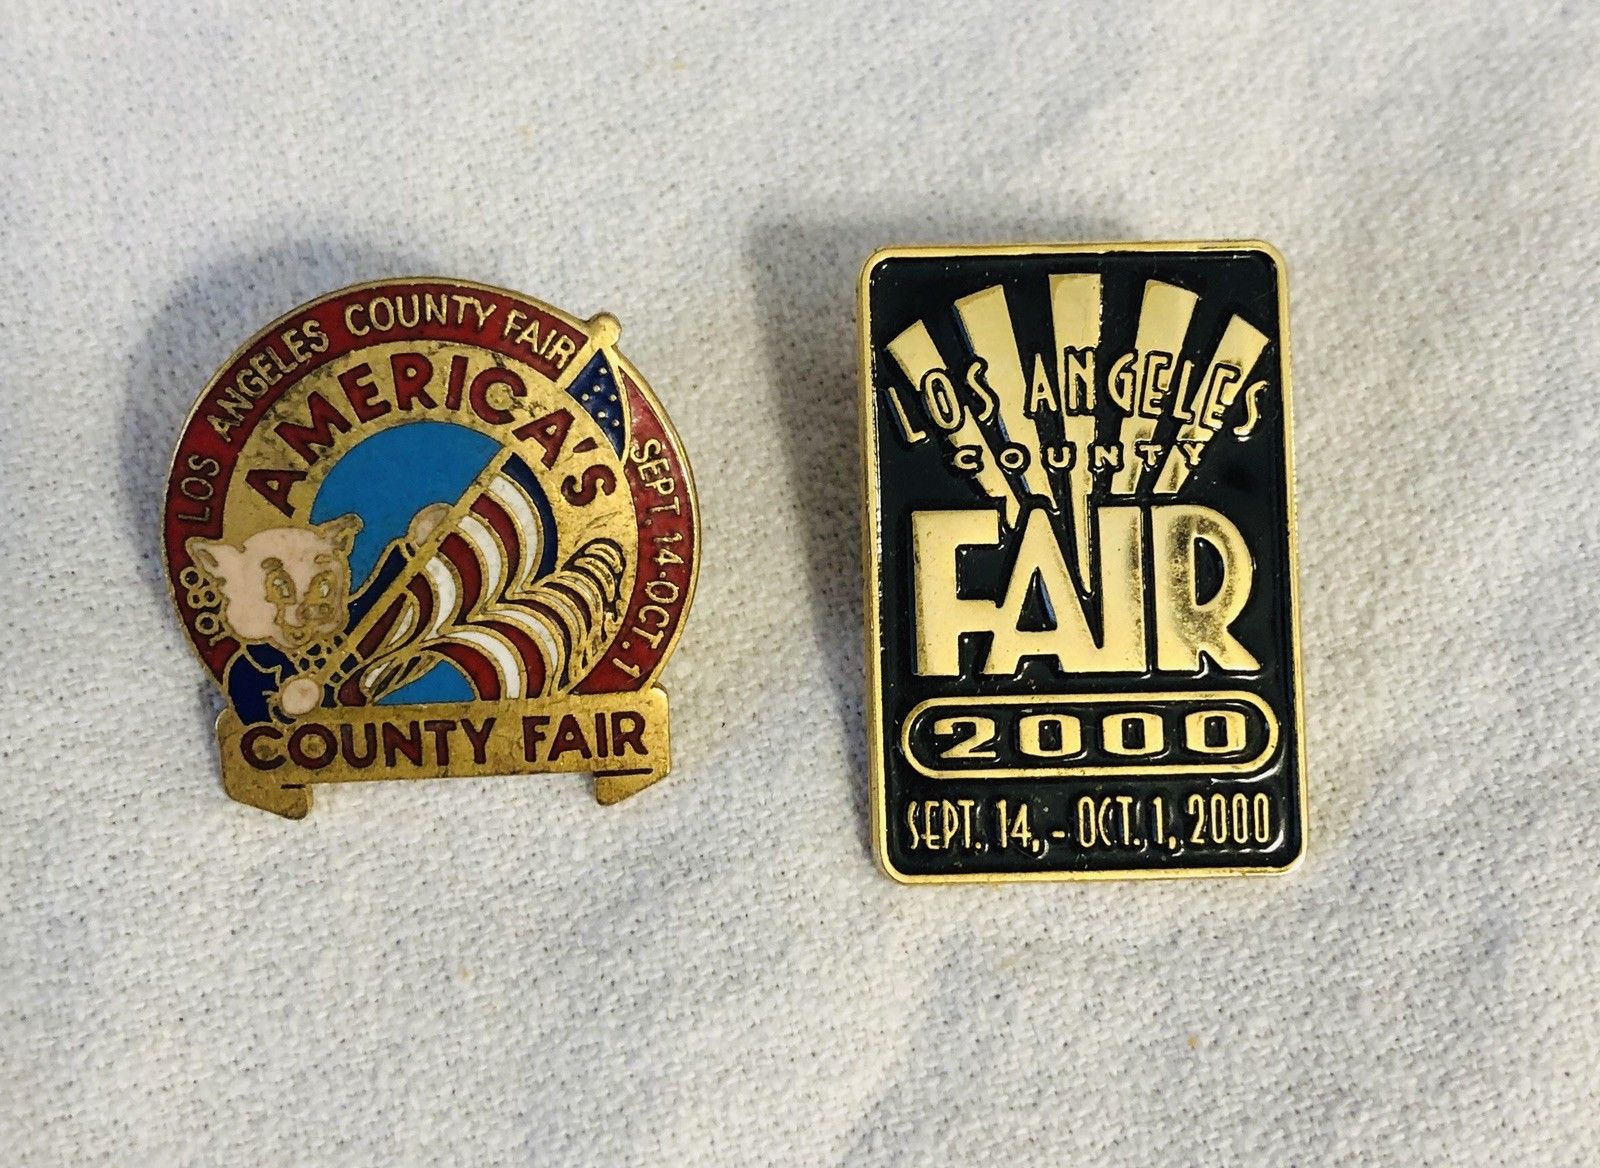 1989 LOS ANGELES COUNTY FAIR SEPT. 14-OCT. 1
AMERICA'S
COUNTY FAIR
LOS ANGELES
COUNTY
FAIR
2000
SEPT. 14, - OCT. 1, 2000